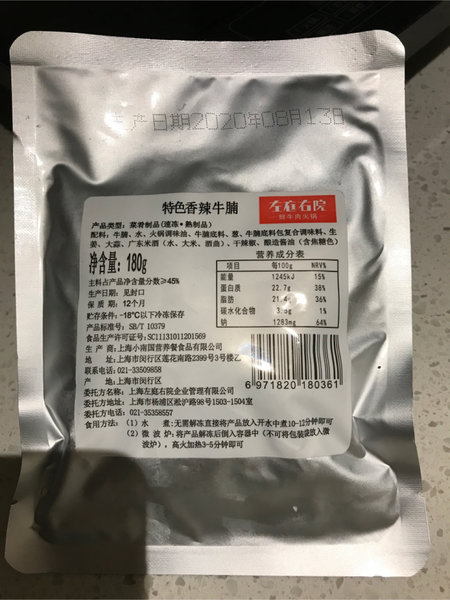 生产日期2020年08月13日
特色香辣牛腩
左庭右院
鲜牛肉火锅
产品类型：菜肴制品(速冻·熟制品)
配料：牛腩、水、火锅调味油、牛腩底料、葱、牛腩底料包复合调味料、生
姜、大蒜、广东米酒（水、大米、酒曲）、干辣椒、酿造酱油（含焦糖色）
净含量：180g
主料占产品净含量分数≥45%
生产日期：见封口
保 质 期：12个月
贮存条件：-18℃以下冷冻保存
产品标准号：SB/T 10379
食品生产许可证号：SC11131011201569
营养成分表
项目 每100g NRV%
能量 1245kJ 15%
蛋白质 22.7g 38%
脂肪 21.4g 36%
碳水化合物 3.5g 1%
钠 1283mg 64%
生 产 商：上海小南国营养餐食品有限公司
地 址：上海市闵行区莲花南路2399号3号楼乙
联系电话：021-33509858
产 地：上海市闵行区
委托方：上海左庭右院企业管理有限公司
委托方地址：上海市杨浦区淞沪路98号1503-1504室
委托方电话：021-35358557
食用方法：（1）水 煮：无需解冻直接将产品放入开水中煮10-12分钟即可
（2）微 波 炉：将产品解冻后倒入容器中（不可将包装袋放入微
波炉），高火加热3-5分钟即可
6 971820 180361